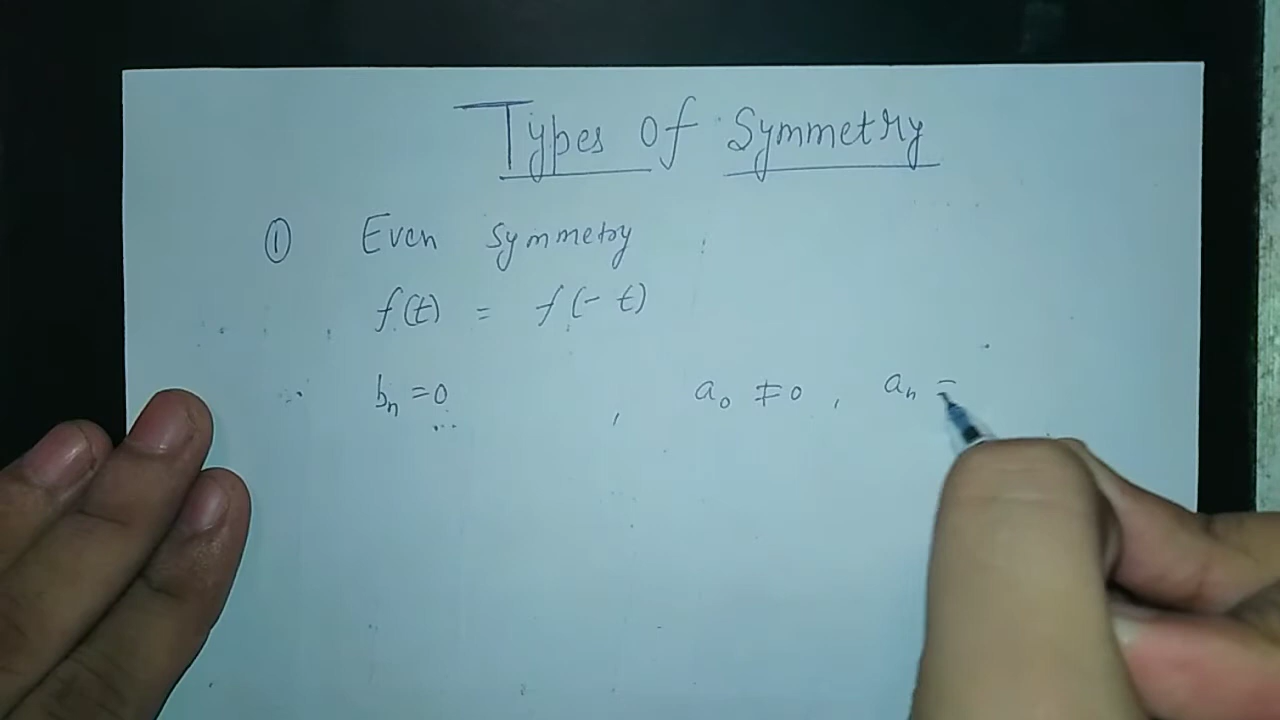 Types of Symmetry
① Even symmetry
f(t) = f(- t)
bn = 0 , a0 ≠ 0 , an =